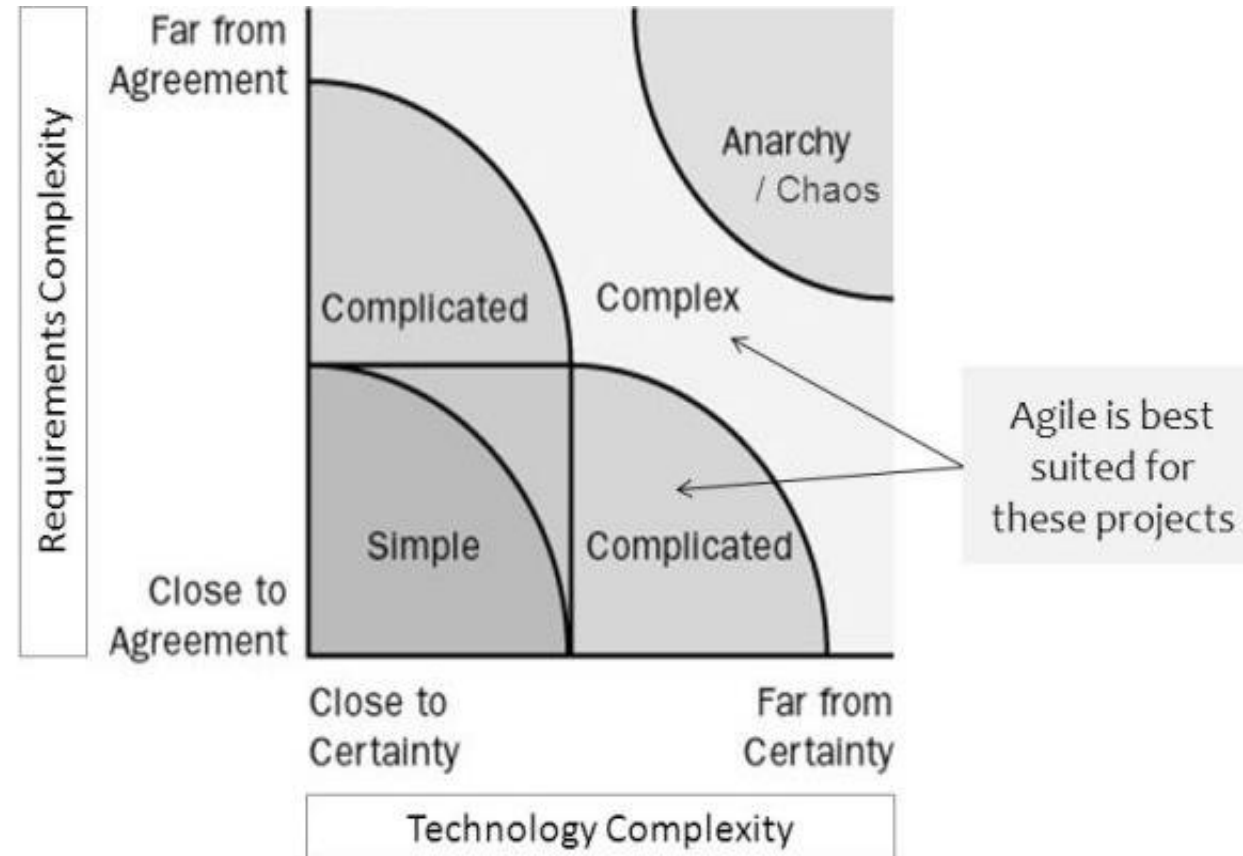 Requirements Complexity
Far from
Agreement
Anarchy
/ Chaos
Complicated
Complex
Agile is best
suited for
these projects
Simple
Complicated
Close to
Agreement
Close to
Certainty
Far from
Certainty
Technology Complexity